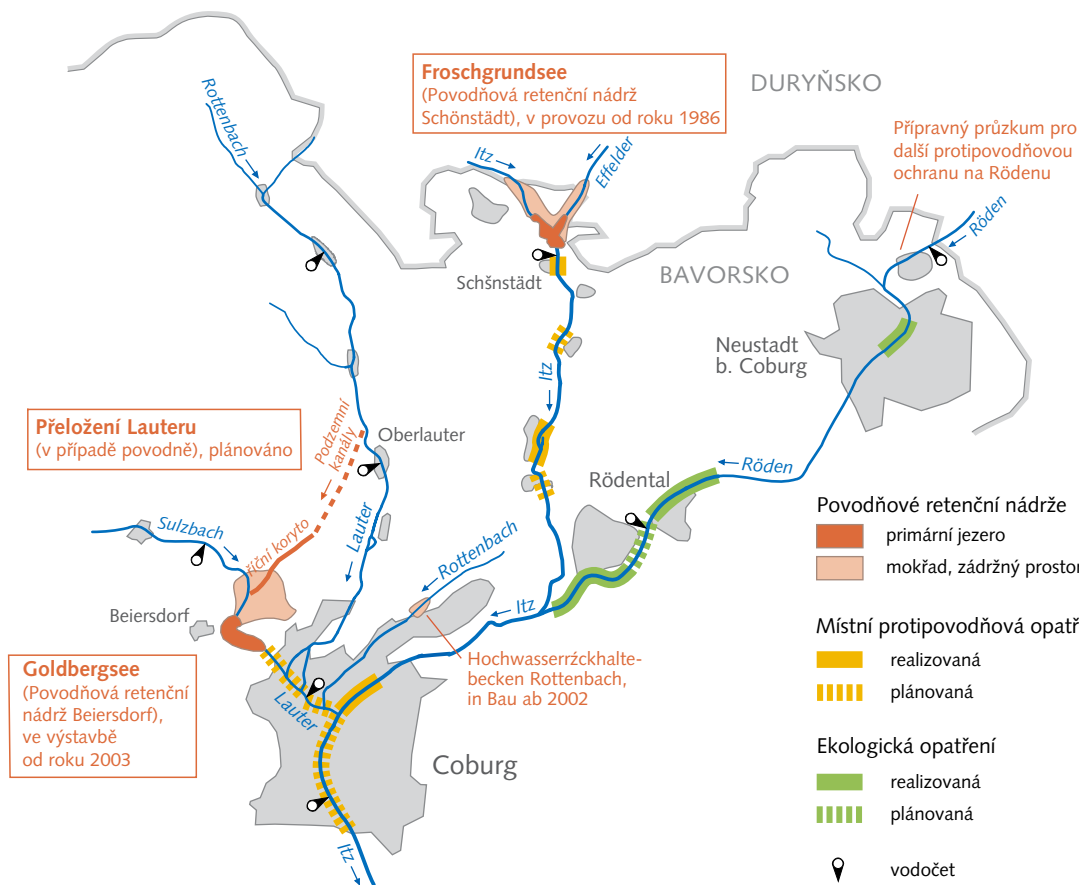 Rottenbach
Froschgrundsee
(Povodňová retenční nádrž
Schönstädt), v provozu od roku 1986
DURYŇSKO
Přípravný průzkum pro
další protipovodňovou
ochranu na Rödenu
Itz
Effelder
Röden
Schšnstädt
BAVORSKO
Neustadt
b. Coburg
Itz
Přeložení Lauteru
(v případě povodně), plánováno
Podzemní
kanály
Oberlauter
Rödental
Röden
Sulzbach
říční koryto
Lauter
Rottenbach
Itz
Beiersdorf
Goldbergsee
(Povodňová retenční
nádrž Beiersdorf),
ve výstavbě
od roku 2003
Lauter
Hochwasserrŕckhalte-
becken Rottenbach,
in Bau ab 2002
Coburg
Itz
Povodňové retenční nádrže
primární jezero
mokřad, zádržný prostor
Místní protipovodňová opatř
realizovaná
plánovaná
Ekologická opatření
realizovaná
plánovaná
vodočet